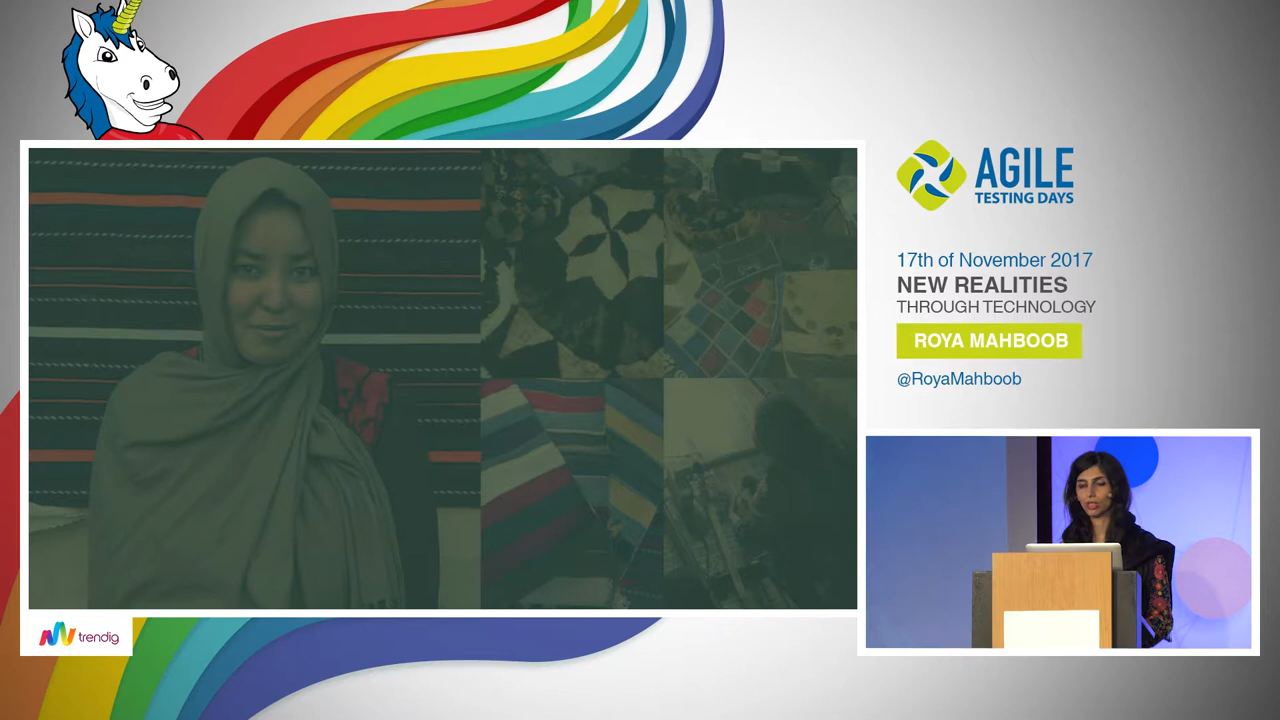 AGILE
TESTING DAYS
17th of November 2017
NEW REALITIES
THROUGH TECHNOLOGY
ROYA MAHBOOB
@RoyaMahboob
trendig